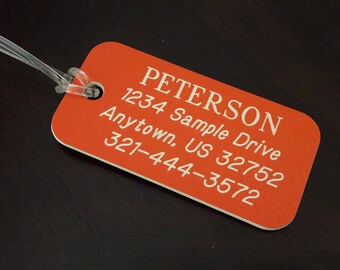 PETERSON
1234 Sample Drive
Anytown, US 32752
321-444-3572